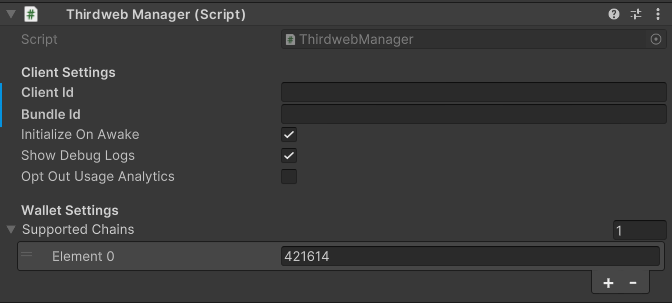 Thirdweb Manager (Script)
Script ThirdwebManager
Client Settings
Client Id
Bundle Id
Initialize On Awake
Show Debug Logs
Opt Out Usage Analytics
Wallet Settings
Supported Chains 1
Element 0 421614
+ -